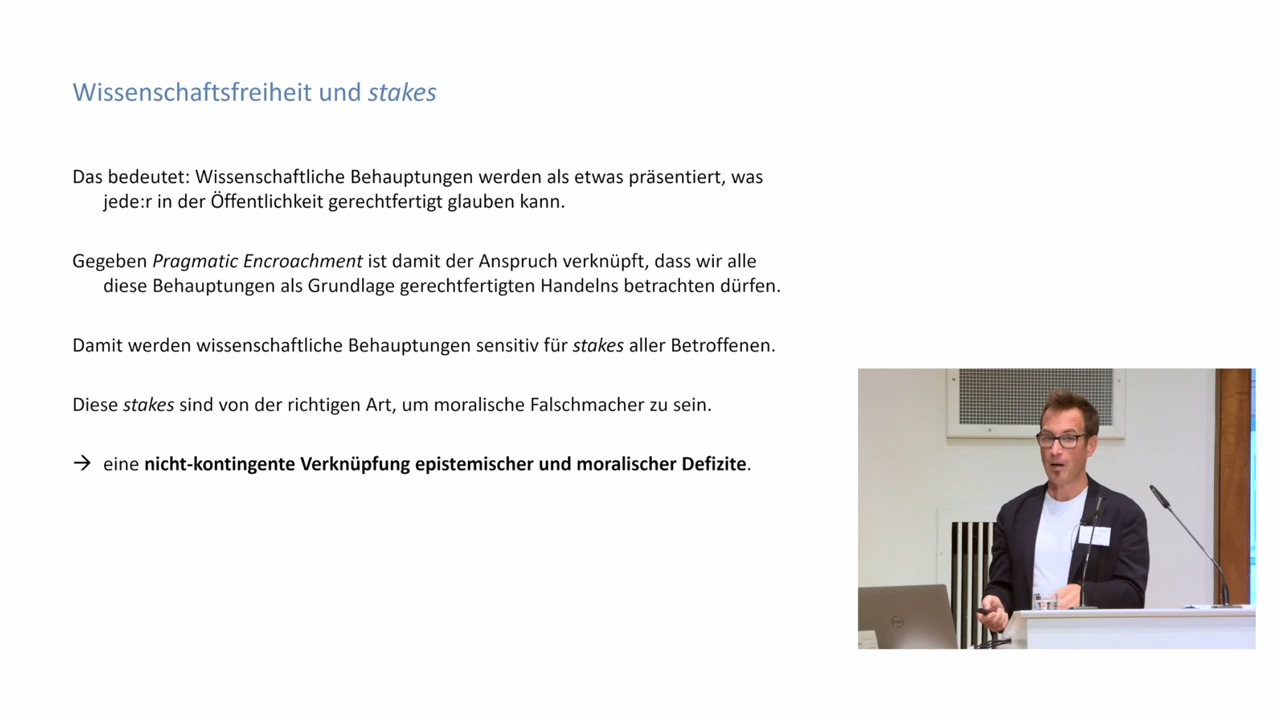 Wissenschaftsfreiheit und stakes
Das bedeutet: Wissenschaftliche Behauptungen werden als etwas präsentiert, was
jede:r in der Öffentlichkeit gerechtfertigt glauben kann.
Gegeben Pragmatic Encroachment ist damit der Anspruch verknüpft, dass wir alle
diese Behauptungen als Grundlage gerechtfertigten Handelns betrachten dürfen.
Damit werden wissenschaftliche Behauptungen sensitiv für stakes aller Betroffenen.
Diese stakes sind von der richtigen Art, um moralische Falschmacher zu sein.
→ eine nicht-kontingente Verknüpfung epistemischer und moralischer Defizite.